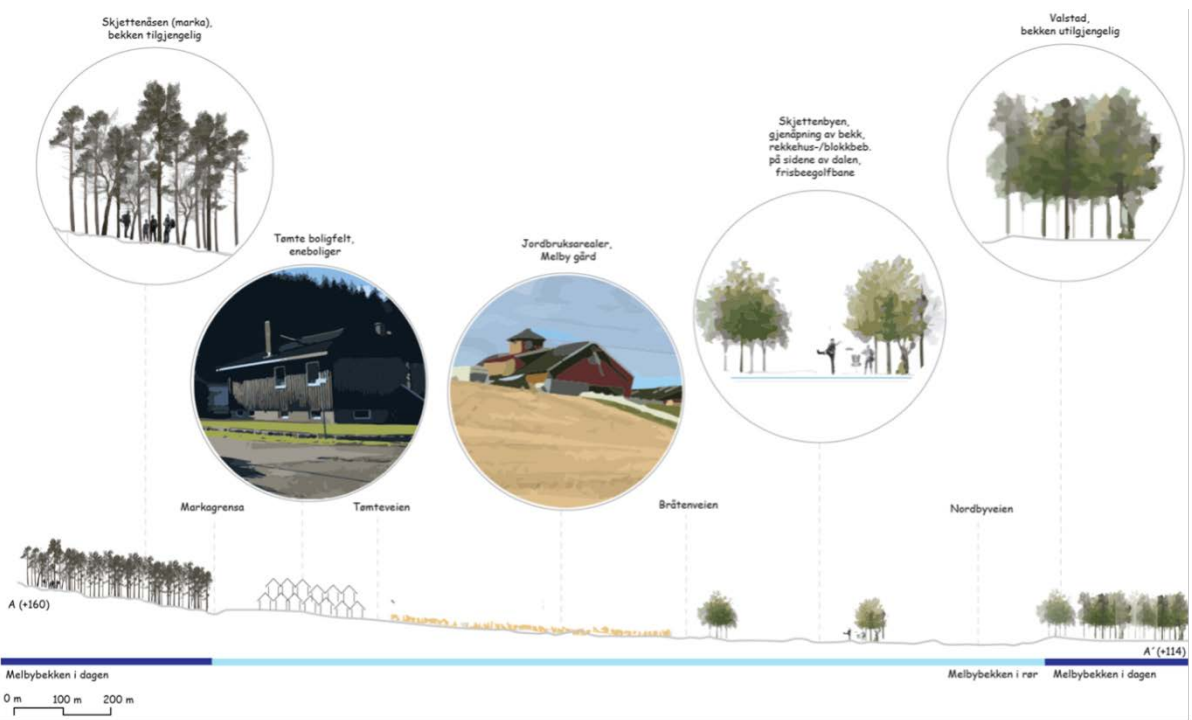 Skjettenåsen (marka),
bekken tilgjengelig
Valstad,
bekken utilgjengelig
Skjettenbyen,
gjenåpning av bekk,
rekkehus-/blokkbeb.
på sidene av dalen,
frisbeegolfbane
Tømte boligfelt,
eneboliger
Jordbruksarealer,
Melby gård
Markagrensa
Tømteveien
Bråtenveien
Nordbyveien
A (+160)
A´(+114)
Melbybekken i dagen
Melbybekken i rør
Melbybekken i dagen
0 m 100 m 200 m